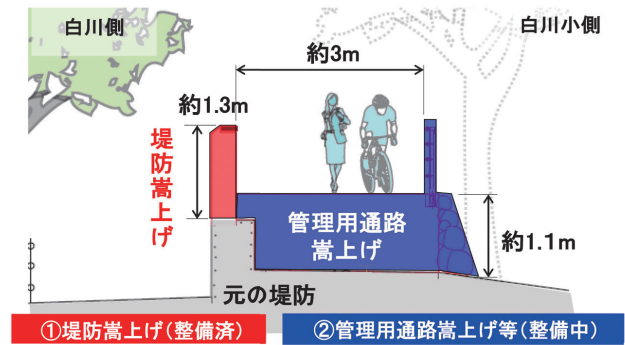 白川側
白川小側
約3m
約1.3m
堤防嵩上げ
管理用通路
嵩上げ
約1.1m
元の堤防
①堤防嵩上げ(整備済)
②管理用通路嵩上げ等(整備中)